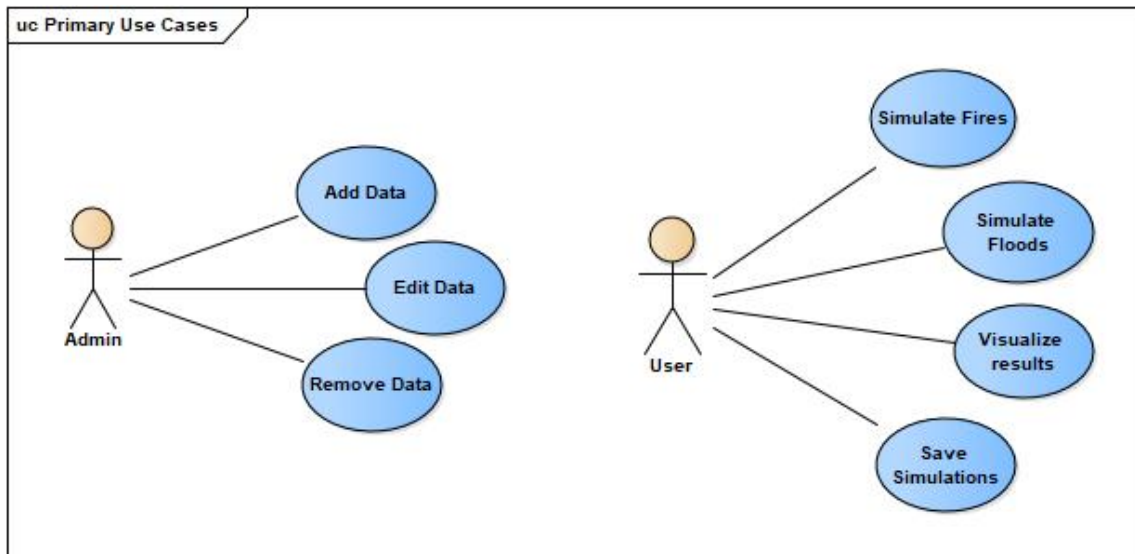 uc Primary Use Cases
Simulate Fires
Add Data
Simulate
Floods
Edit Data
Admin
Visualize
results
User
Remove Data
Save
Simulations